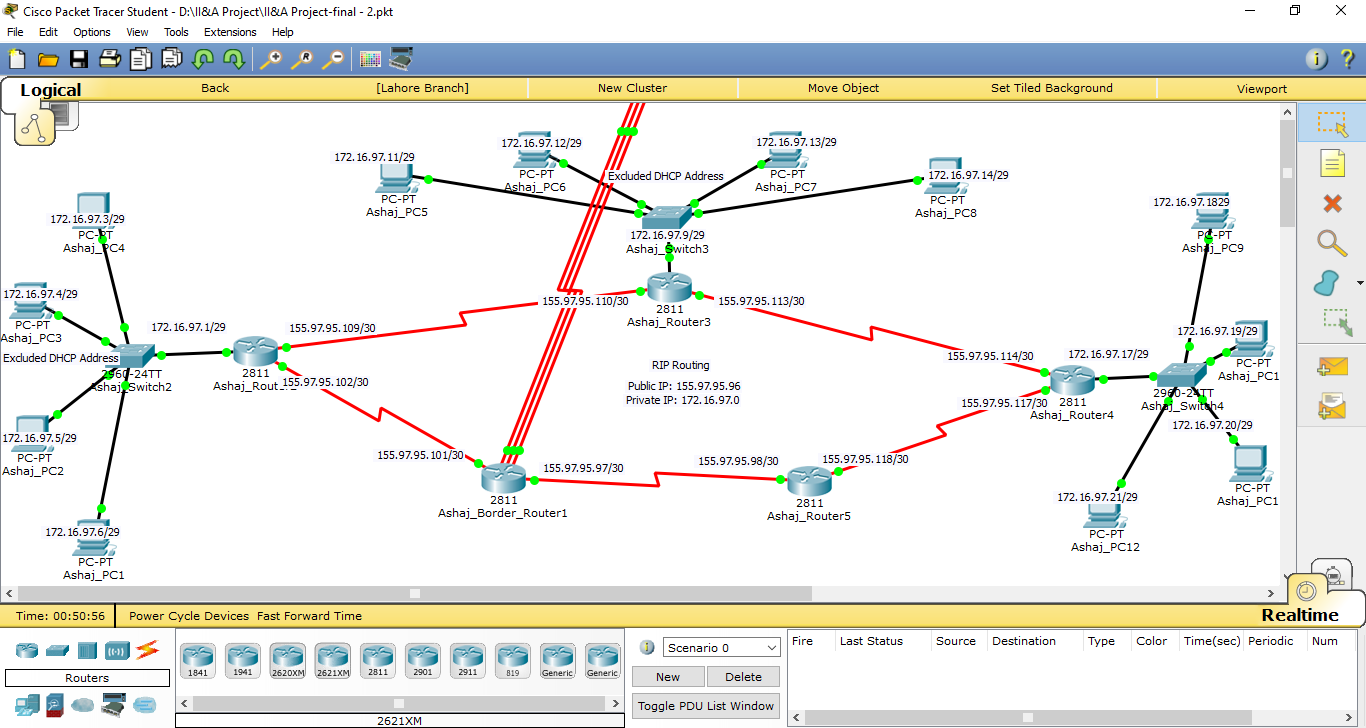 Cisco Packet Tracer Student - D:\II&A Project\II&A Project-final - 2.pkt
File Edit Options View Tools Extensions Help
Logical Back [Lahore Branch] New Cluster Move Object Set Tiled Background Viewport
172.16.97.12/29
172.16.97.13/29
172.16.97.11/29
PC-PT
Ashaj_PC6
Excluded DHCP Address
PC-PT
Ashaj_PC7
172.16.97.14/29
PC-PT
Ashaj_PC5
PC-PT
Ashaj_PC8
172.16.97.1829
172.16.97.3/29
PC-PT
Ashaj_PC4
172.16.97.9/29
Ashaj_Switch3
PC-PT
Ashaj_PC9
172.16.97.4/29
PC-PT
Ashaj_PC3
155.97.95.110/30
155.97.95.113/30
2811
Ashaj_Router3
172.16.97.1/29
155.97.95.109/30
172.16.97.19/29
Excluded DHCP Address
2960-24TT
Ashaj_Switch2
2811
Ashaj_Rout
155.97.95.102/30
RIP Routing
Public IP: 155.97.95.96
Private IP: 172.16.97.0
155.97.95.114/30
172.16.97.17/29
PC-PT
Ashaj_PC1
155.97.95.117/30
2811
Ashaj_Router4
2960-24TT
Ashaj_Switch4
172.16.97.20/29
172.16.97.5/29
PC-PT
Ashaj_PC2
155.97.95.101/30
155.97.95.97/30
155.97.95.98/30
155.97.95.118/30
2811
Ashaj_Border_Router1
2811
Ashaj_Router5
PC-PT
Ashaj_PC1
172.16.97.21/29
PC-PT
Ashaj_PC12
172.16.97.6/29
PC-PT
Ashaj_PC1
Realtime
Time: 00:50:56 Power Cycle Devices Fast Forward Time
Routers
1841 1941 2620XM 2621XM 2811 2901 2911 819 Generic Generic
2621XM
Scenario 0
New Delete
Toggle PDU List Window
Fire Last Status Source Destination Type Color Time(sec) Periodic Num